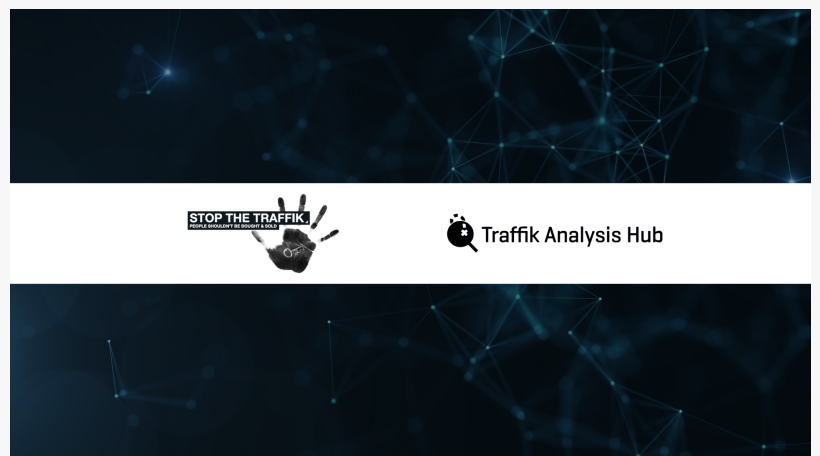 STOP THE TRAFFIK.
PEOPLE SHOULDN'T BE BOUGHT & SOLD
Traffik Analysis Hub